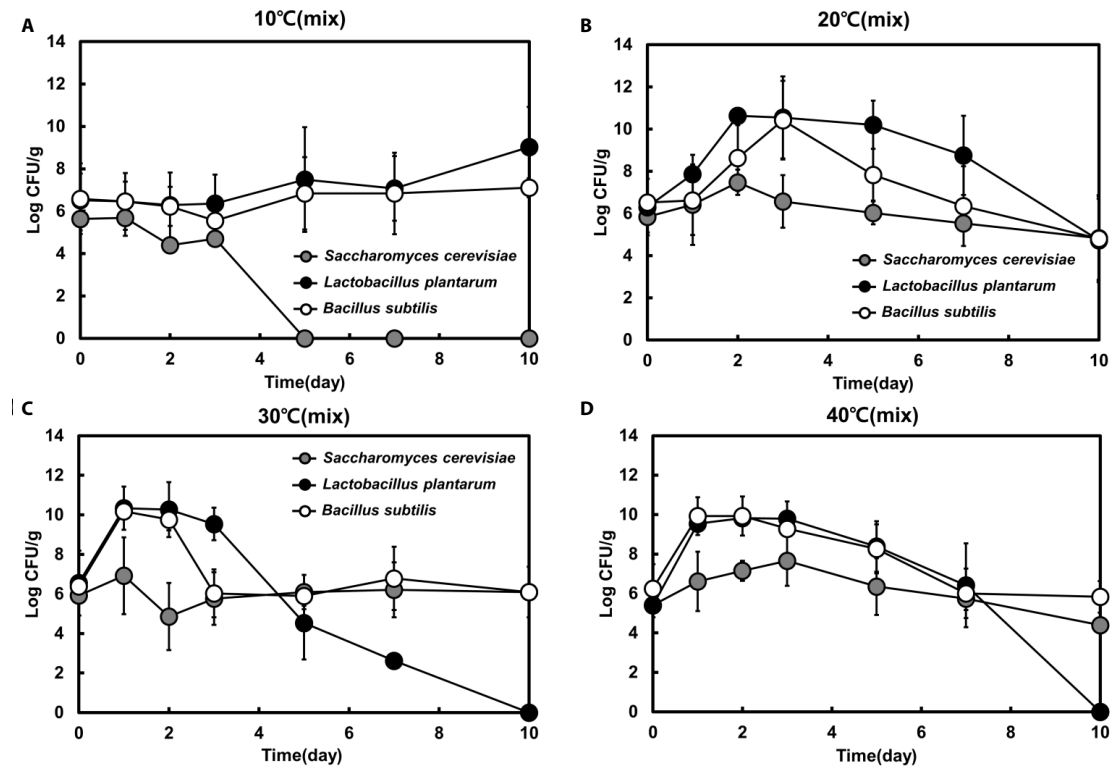 A
10℃(mix)
14
12
10
8
6
4
2
0
Log CFU/g
Saccharomyces cerevisiae
Lactobacillus plantarum
Bacillus subtilis
0 2 4 6 8 10
Time(day)
B
20℃(mix)
14
12
10
8
6
4
2
0
Log CFU/g
Saccharomyces cerevisiae
Lactobacillus plantarum
Bacillus subtilis
0 2 4 6 8 10
Time(day)
C
30℃(mix)
14
12
10
8
6
4
2
0
Log CFU/g
Saccharomyces cerevisiae
Lactobacillus plantarum
Bacillus subtilis
0 2 4 6 8 10
Time(day)
D
40℃(mix)
14
12
10
8
6
4
2
0
Log CFU/g
0 2 4 6 8 10
Time(day)